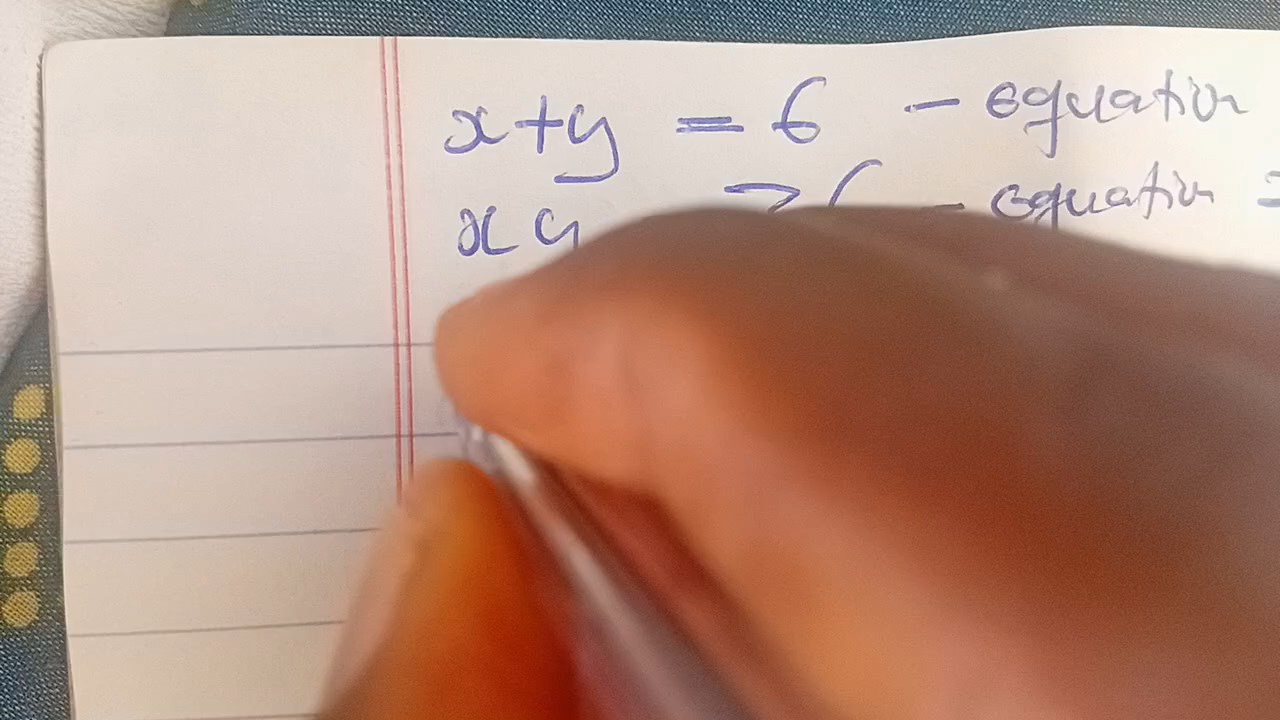 x+y = 6 - equation
xy - equation